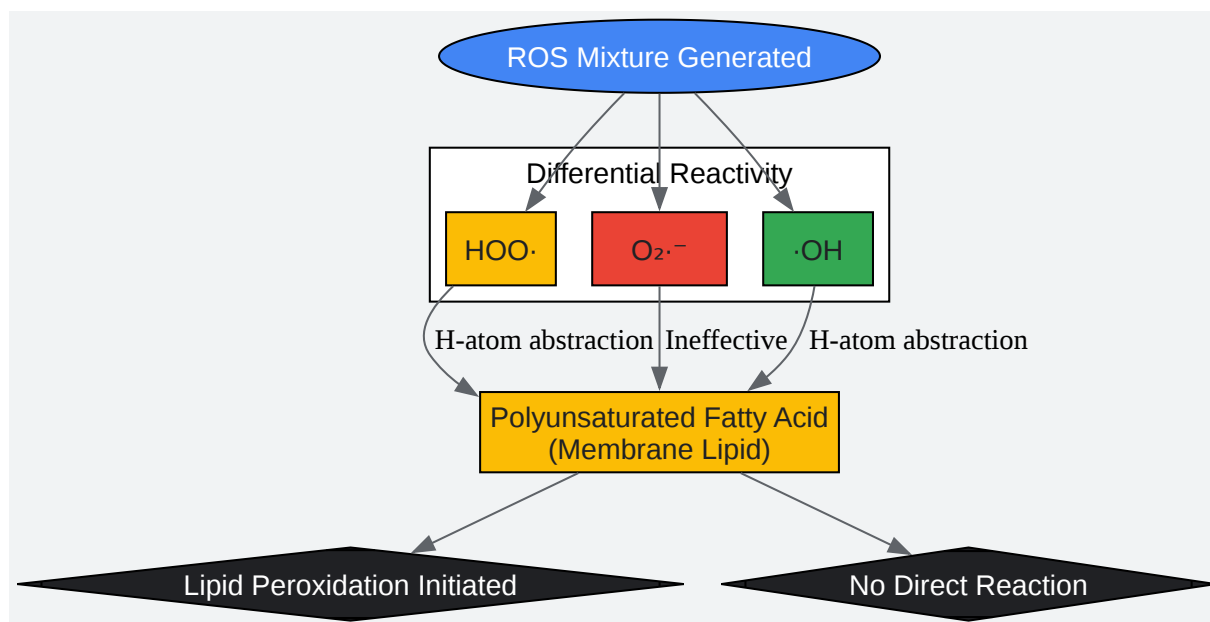 ROS Mixture Generated
Differential Reactivity
HOO·
O₂·⁻
·OH
H-atom abstraction
Ineffective
H-atom abstraction
Polyunsaturated Fatty Acid
(Membrane Lipid)
Lipid Peroxidation Initiated
No Direct Reaction